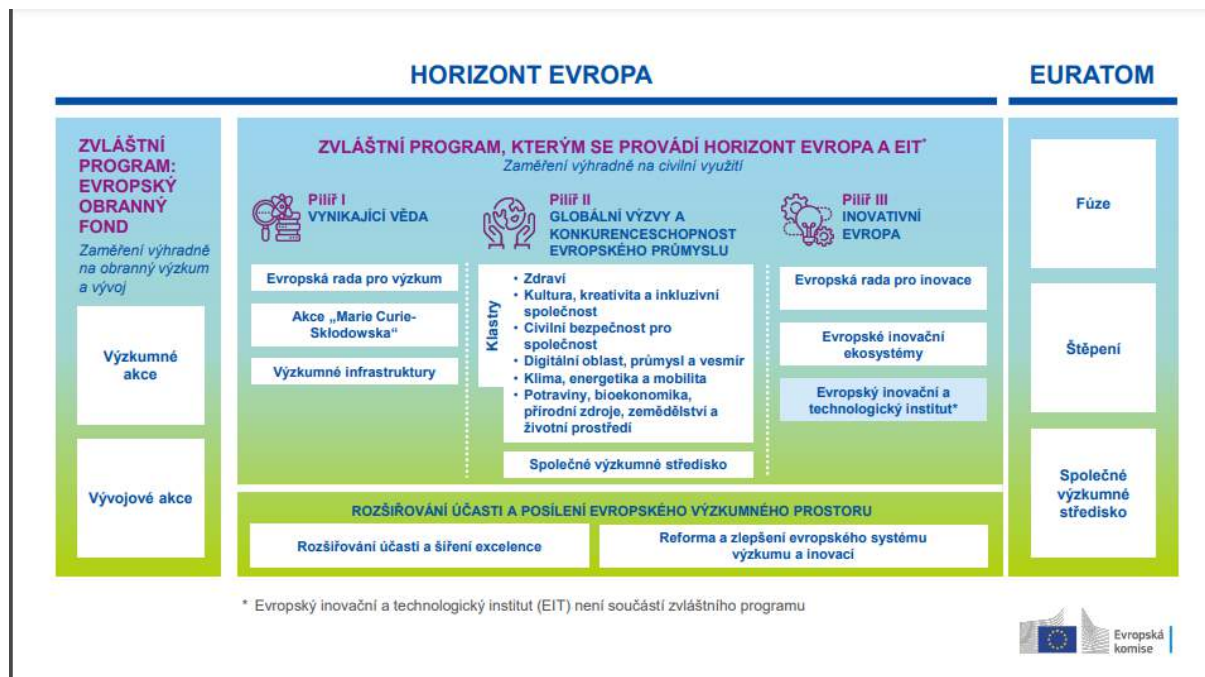 HORIZONT EVROPA
EURATOM
ZVLÁŠTNÍ
PROGRAM:
EVROPSKÝ
OBRANNÝ
FOND
Zaměření výhradně
na obranný výzkum
a vývoj
Výzkumné
akce
Vývojové akce
ZVLÁŠTNÍ PROGRAM, KTERÝM SE PROVÁDÍ HORIZONT EVROPA A EIT*
Zaměření výhradně na civilní využití
Pilíř I
VYNIKAJÍCÍ VĚDA
Evropská rada pro výzkum
Akce „Marie Curie-
Skłodowska“
Výzkumné infrastruktury
Pilíř II
GLOBÁLNÍ VÝZVY A
KONKURENCESCHOPNOST
EVROPSKÉHO PRŮMYSLU
Klastry
• Zdraví
• Kultura, kreativita a inkluzivní
společnost
• Civilní bezpečnost pro
společnost
• Digitální oblast, průmysl a vesmír
• Klima, energetika a mobilita
• Potraviny, bioekonomika,
přírodní zdroje, zemědělství a
životní prostředí
Společné výzkumné středisko
Pilíř III
INOVATIVNÍ
EVROPA
Evropská rada pro inovace
Evropské inovační
ekosystémy
Evropský inovační a
technologický institut*
ROZŠIŘOVÁNÍ ÚČASTI A POSÍLENÍ EVROPSKÉHO VÝZKUMNÉHO PROSTORU
Rozšiřování účasti a šíření excelence
Reforma a zlepšení evropského systému
výzkumu a inovací
Fúze
Štěpení
Společné
výzkumné
středisko
* Evropský inovační a technologický institut (EIT) není součástí zvláštního programu
Evropská
komise